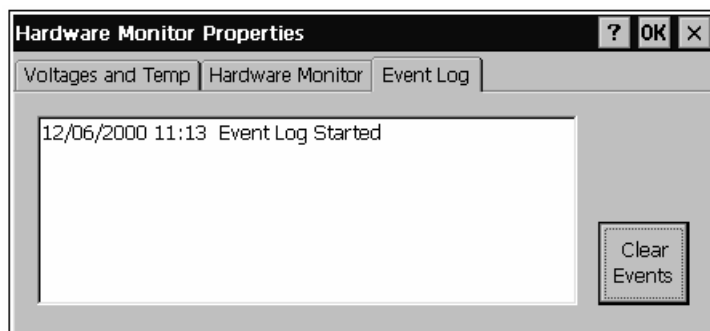 Hardware Monitor Properties ? OK ×
Voltages and Temp Hardware Monitor Event Log
12/06/2000 11:13 Event Log Started
Clear
Events